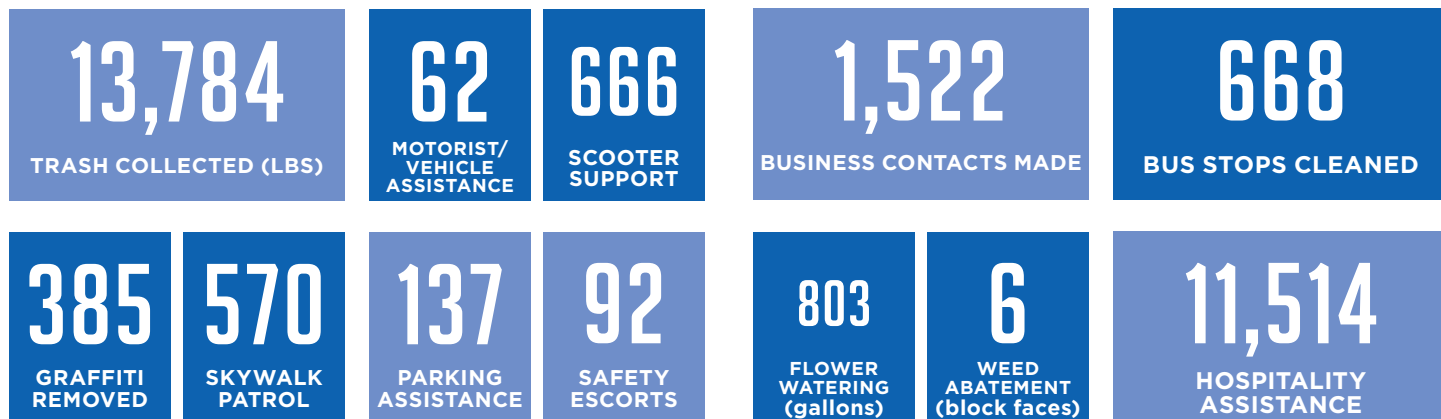 13,784
TRASH COLLECTED (LBS)
62
MOTORIST/
VEHICLE
ASSISTANCE
666
SCOOTER
SUPPORT
1,522
BUSINESS CONTACTS MADE
668
BUS STOPS CLEANED
385
GRAFFITI
REMOVED
570
SKYWALK
PATROL
137
PARKING
ASSISTANCE
92
SAFETY
ESCORTS
803
FLOWER
WATERING
(gallons)
6
WEED
ABATEMENT
(block faces)
11,514
HOSPITALITY
ASSISTANCE